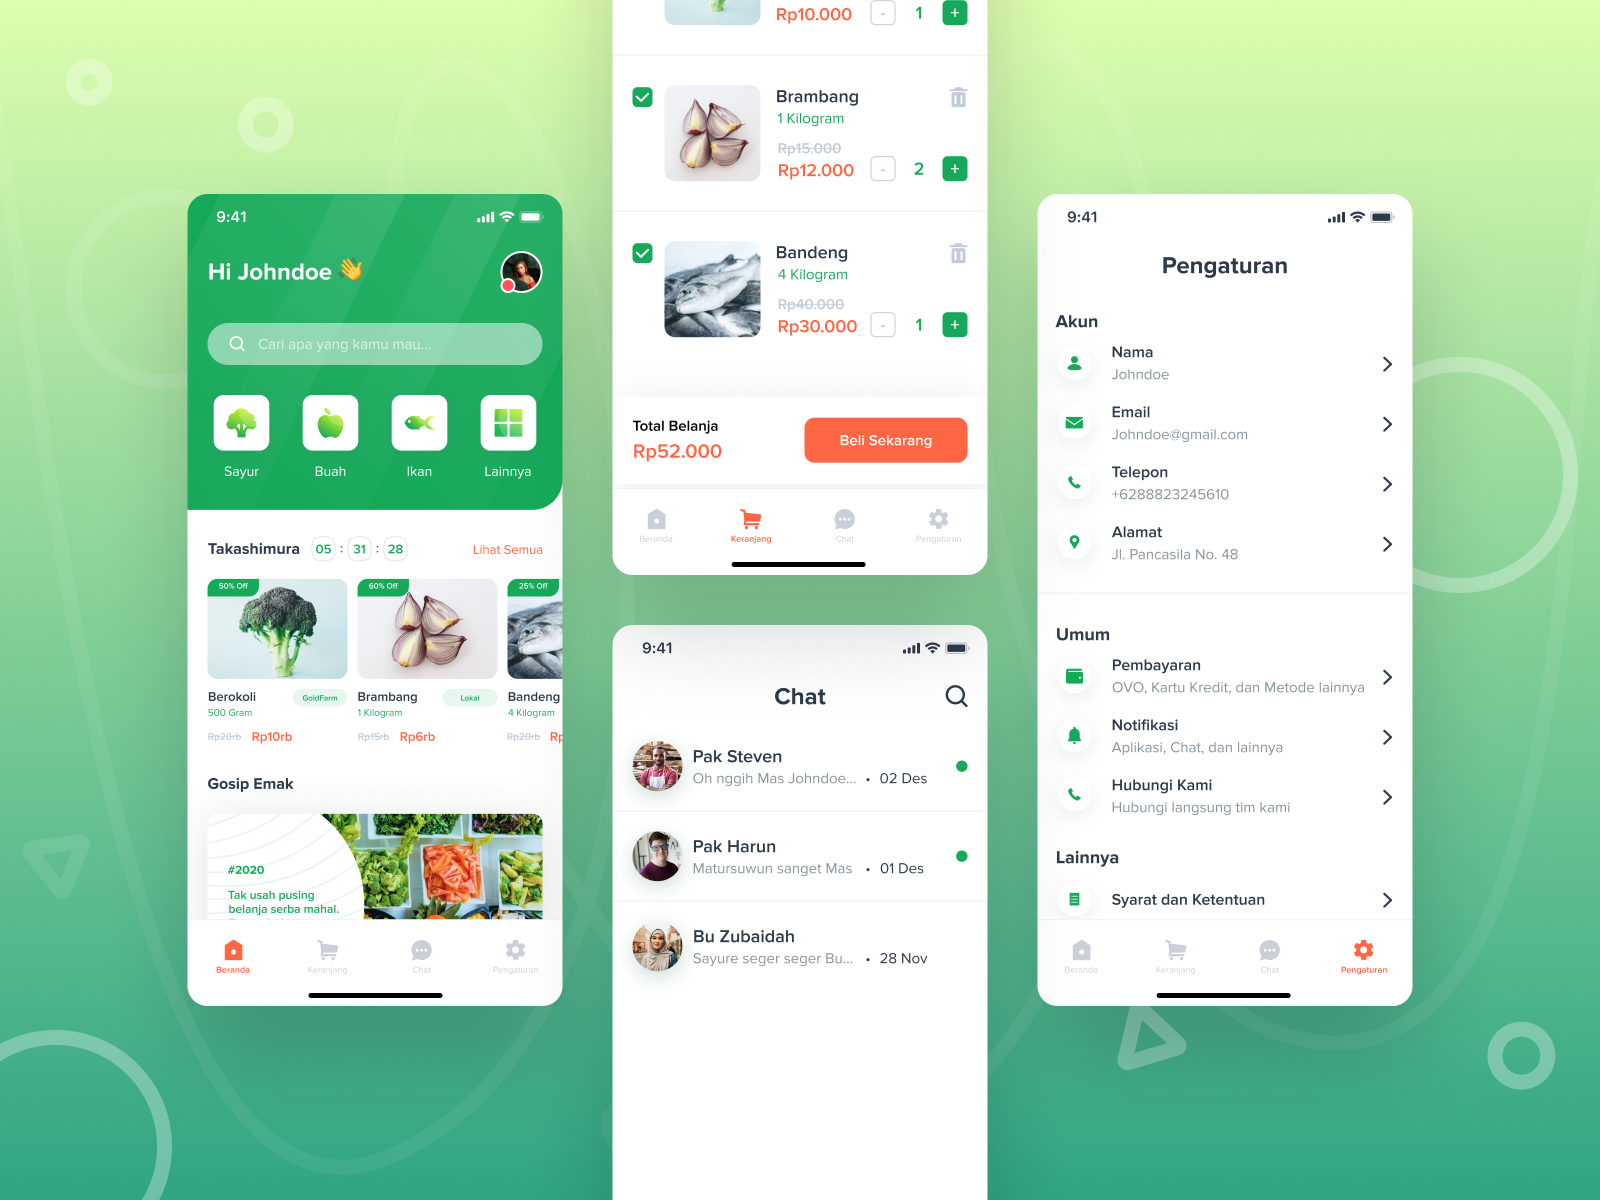 9:41
Hi Johndoe 👋
Cari apa yang kamu mau...
Sayur
Buah
Ikan
Lainnya
Takashimura 05 : 31 : 28 Lihat Semua
50% Off
60% Off
25% Off
Berokoli GoldFarm
500 Gram
Rp20rb Rp10rb
Brambang Lokal
1 Kilogram
Rp15rb Rp6rb
Bandeng
4 Kilogram
Rp20rb
Gosip Emak
#2020
Tak usah pusing
belanja serba mahal.
Beranda
Keranjang
Chat
Pengaturan
Rp10.000 - 1 +
Brambang
1 Kilogram
Rp15.000
Rp12.000 - 2 +
Bandeng
4 Kilogram
Rp40.000
Rp30.000 - 1 +
Total Belanja
Rp52.000
Beli Sekarang
Beranda
Keranjang
Chat
Pengaturan
9:41
Chat
Pak Steven
Oh nggih Mas Johndoe... • 02 Des
Pak Harun
Matursuwun sanget Mas • 01 Des
Bu Zubaidah
Sayure seger seger Bu... • 28 Nov
9:41
Pengaturan
Akun
Nama
Johndoe
Email
Johndoe@gmail.com
Telepon
+6288823245610
Alamat
Jl. Pancasila No. 48
Umum
Pembayaran
OVO, Kartu Kredit, dan Metode lainnya
Notifikasi
Aplikasi, Chat, dan lainnya
Hubungi Kami
Hubungi langsung tim kami
Lainnya
Syarat dan Ketentuan
Beranda
Keranjang
Chat
Pengaturan